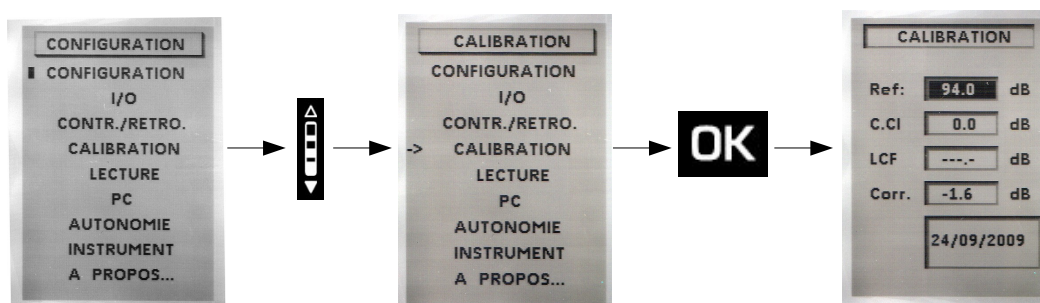 CONFIGURATION
CONFIGURATION
I/O
CONTR./RETRO.
CALIBRATION
LECTURE
PC
AUTONOMIE
INSTRUMENT
A PROPOS...
CALIBRATION
CONFIGURATION
I/O
CONTR./RETRO.
-> CALIBRATION
LECTURE
PC
AUTONOMIE
INSTRUMENT
A PROPOS...
OK
CALIBRATION
Ref: 94.0 dB
C.CI 0.0 dB
LCF ---.- dB
Corr. -1.6 dB
24/09/2009